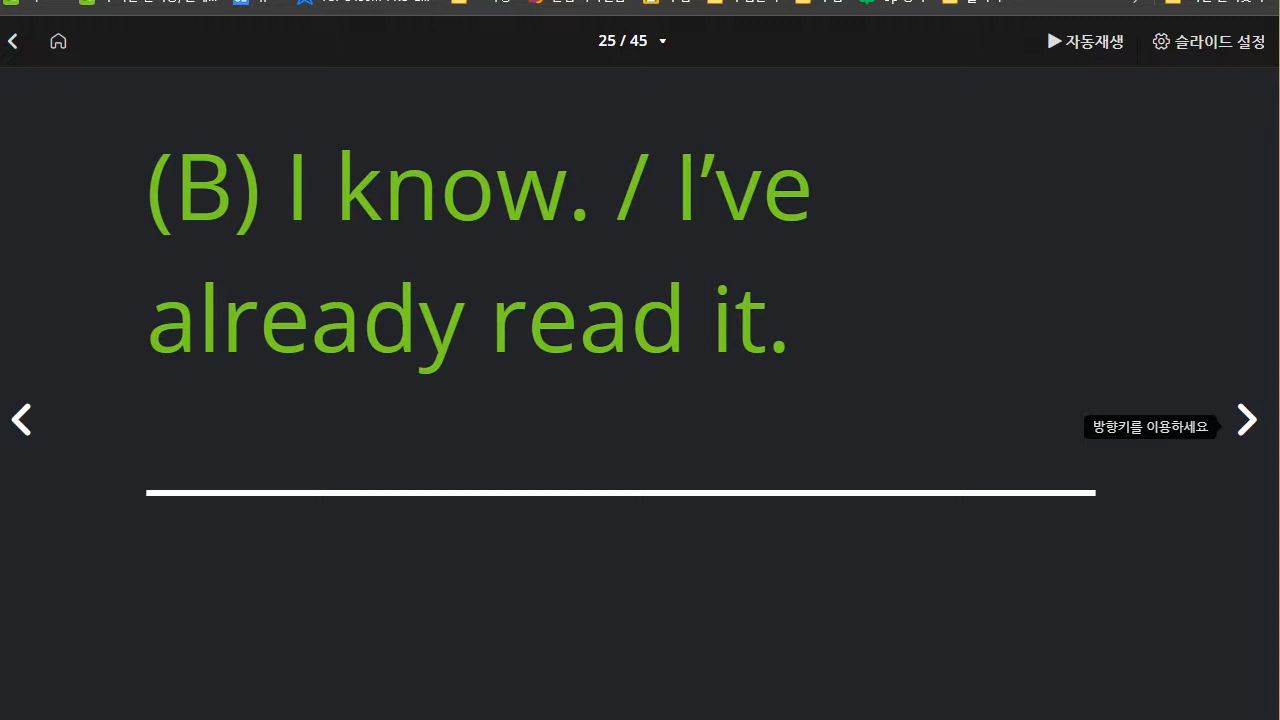 25 / 45
자동재생
슬라이드 설정
(B) I know. / I’ve
already read it.
방향키를 이용하세요